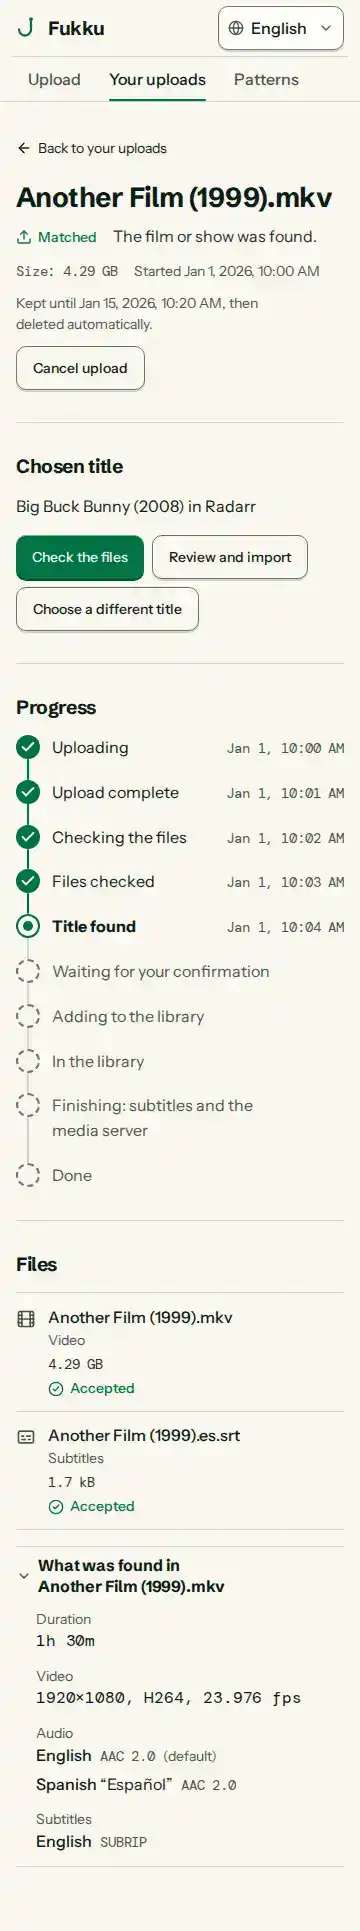 Fukku
English
Upload
Your uploads
Patterns
Back to your uploads
Another Film (1999).mkv
Matched
The film or show was found.
Size: 4.29 GB
Started Jan 1, 2026, 10:00 AM
Kept until Jan 15, 2026, 10:20 AM, then
deleted automatically.
Cancel upload
Chosen title
Big Buck Bunny (2008) in Radarr
Check the files
Review and import
Choose a different title
Progress
Uploading
Jan 1, 10:00 AM
Upload complete
Jan 1, 10:01 AM
Checking the files
Jan 1, 10:02 AM
Files checked
Jan 1, 10:03 AM
Title found
Jan 1, 10:04 AM
Waiting for your confirmation
Adding to the library
In the library
Finishing: subtitles and the
media server
Done
Files
Another Film (1999).mkv
Video
4.29 GB
Accepted
Another Film (1999).es.srt
Subtitles
1.7 kB
Accepted
What was found in
Another Film (1999).mkv
Duration
1h 30m
Video
1920×1080, H264, 23.976 fps
Audio
English AAC 2.0 (default)
Spanish “Español” AAC 2.0
Subtitles
English SUBRIP